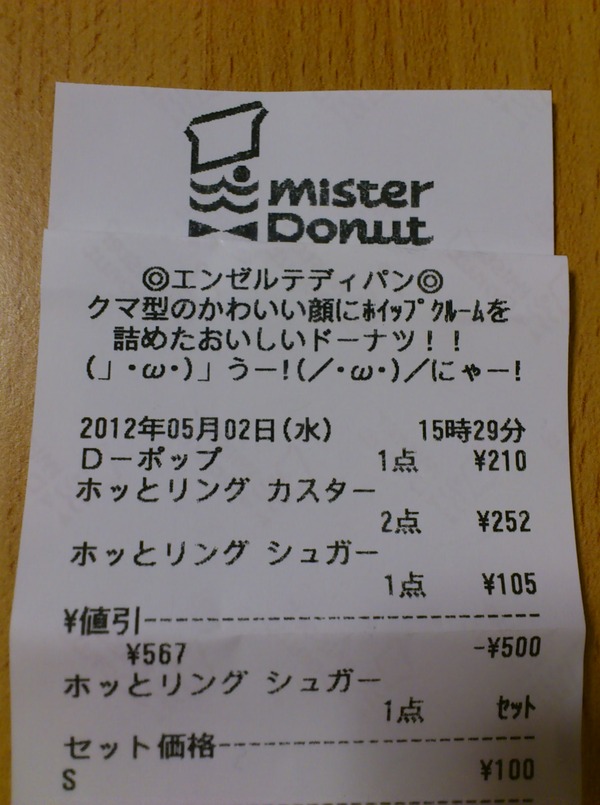 mister
Donut
◎エンゼルテディパン◎
クマ型のかわいい顔にﾎｲｯﾌﾟｸﾙｰﾑを
詰めたおいしいドーナツ！！
(」・ω・)」うー!(／・ω・)／にゃー!
2012年05月02日(水) 15時29分
Dーポップ 1点 ¥210
ホッとリング カスター
2点 ¥252
ホッとリング シュガー
1点 ¥105
¥値引--------------------------
¥567 -¥500
ホッとリング シュガー
1点 ｾｯﾄ
セット価格---------------------
S ¥100